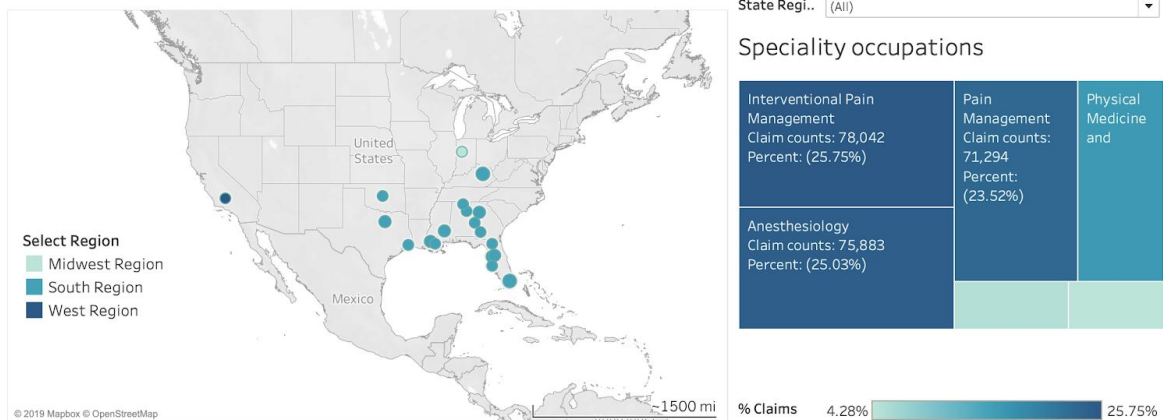 State Regi..
(All)
Speciality occupations
Interventional Pain
Management
Claim counts: 78,042
Percent: (25.75%)
Anesthesiology
Claim counts: 75,883
Percent: (25.03%)
Pain
Management
Claim counts:
71,294
Percent:
(23.52%)
Physical
Medicine
and
United
States
Mexico
Select Region
Midwest Region
South Region
West Region
© 2019 Mapbox © OpenStreetMap
~1500 mi
% Claims
4.28%
25.75%